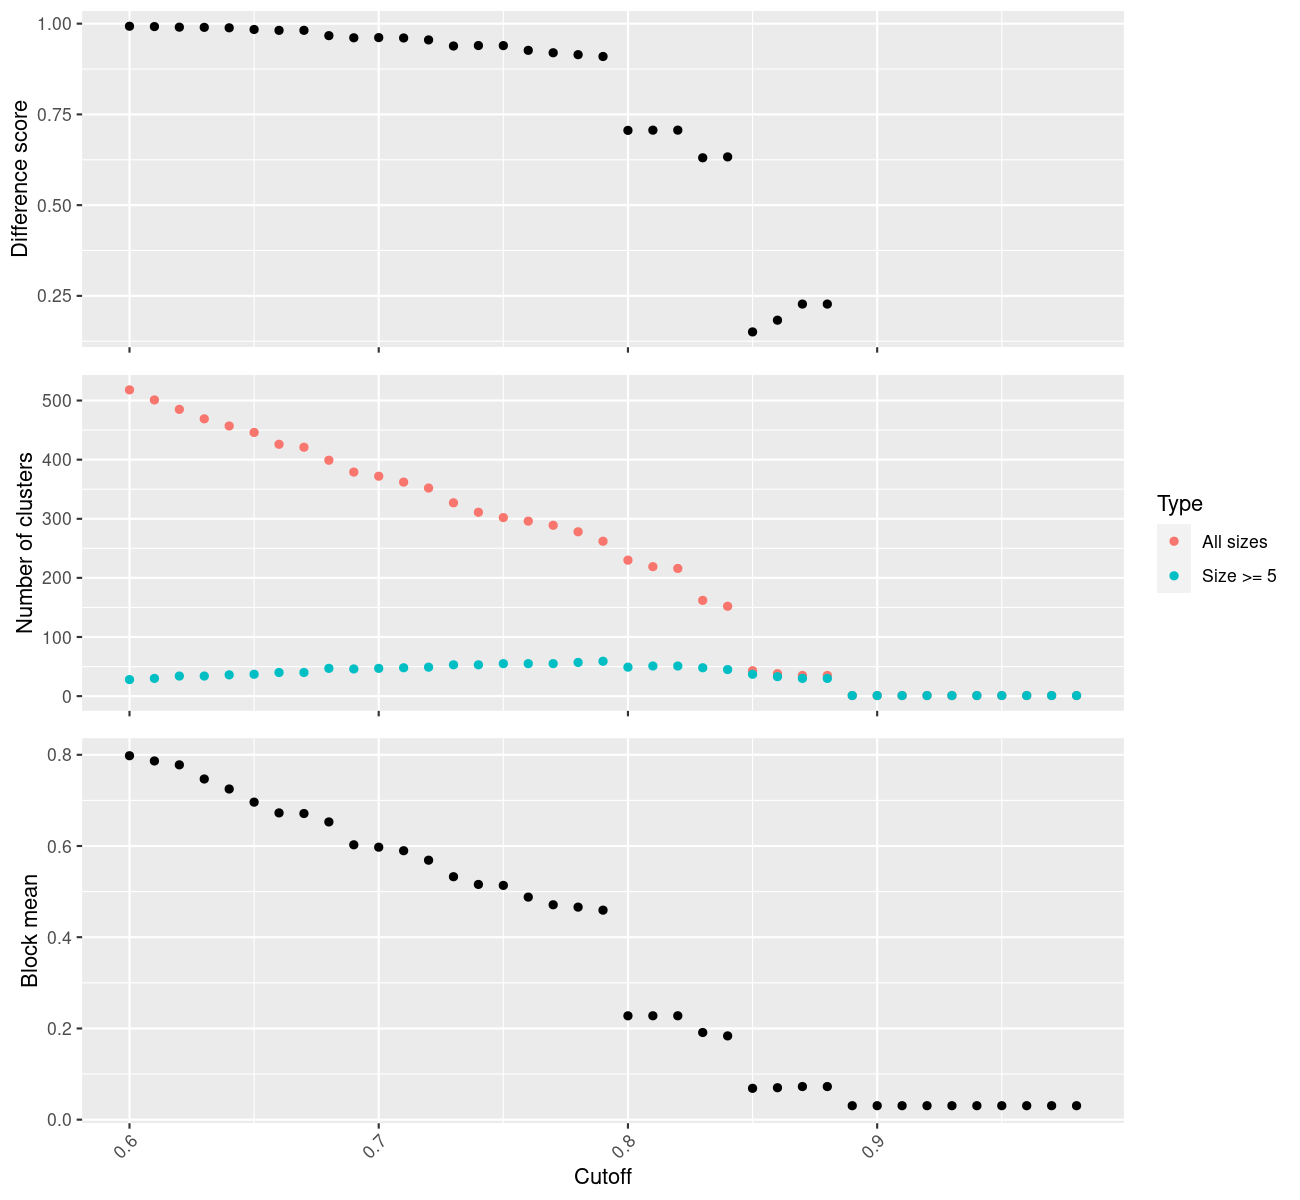 1.00
0.75
0.50
0.25
Difference score
500
400
300
200
100
0
Number of clusters
Type
All sizes
Size >= 5
0.8
0.6
0.4
0.2
0.0
Block mean
0.6 0.7 0.8 0.9
Cutoff